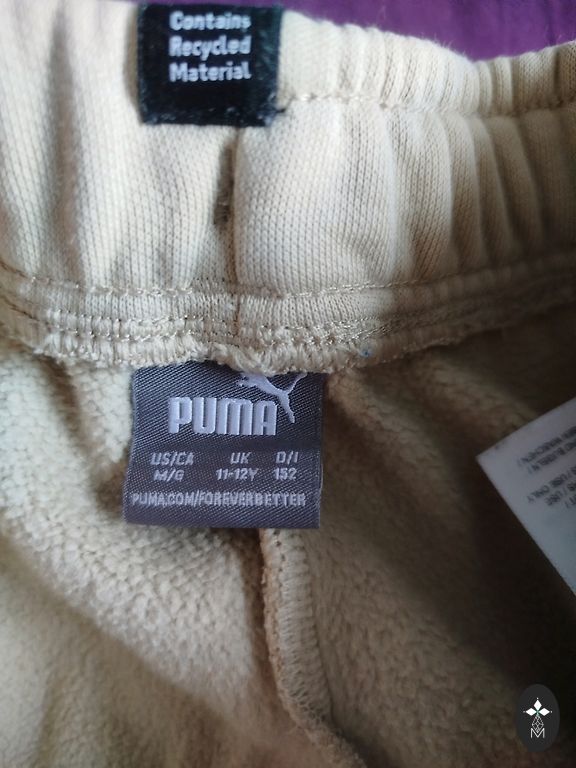 Contains
Recycled
Material
PUMA
US/CA UK D/I
M/G 11-12Y 152
PUMA.COM/FOREVERBETTER
M